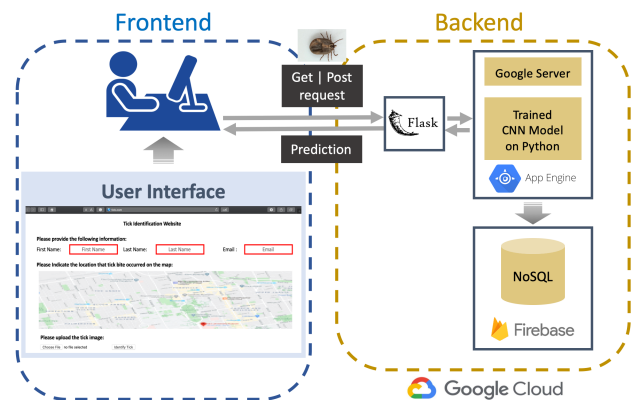 Frontend
Backend
Get | Post
request
Prediction
Flask
Google Server
Trained
CNN Model
on Python
App Engine
NoSQL
Firebase
Google Cloud
User Interface
Tick Identification Website
Please provide the following information:
First Name: First Name Last Name: Last Name Email : Email
Please indicate the location that tick bite occurred on the map:
Please upload the tick image:
Choose File no file selected Identify Tick